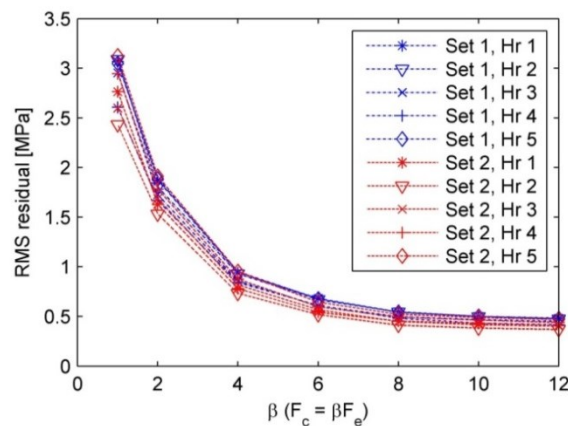 3.5
3
2.5
2
1.5
1
0.5
0
RMS residual [MPa]
Set 1, Hr 1
Set 1, Hr 2
Set 1, Hr 3
Set 1, Hr 4
Set 1, Hr 5
Set 2, Hr 1
Set 2, Hr 2
Set 2, Hr 3
Set 2, Hr 4
Set 2, Hr 5
0 2 4 6 8 10 12
β (Fc = βFe)